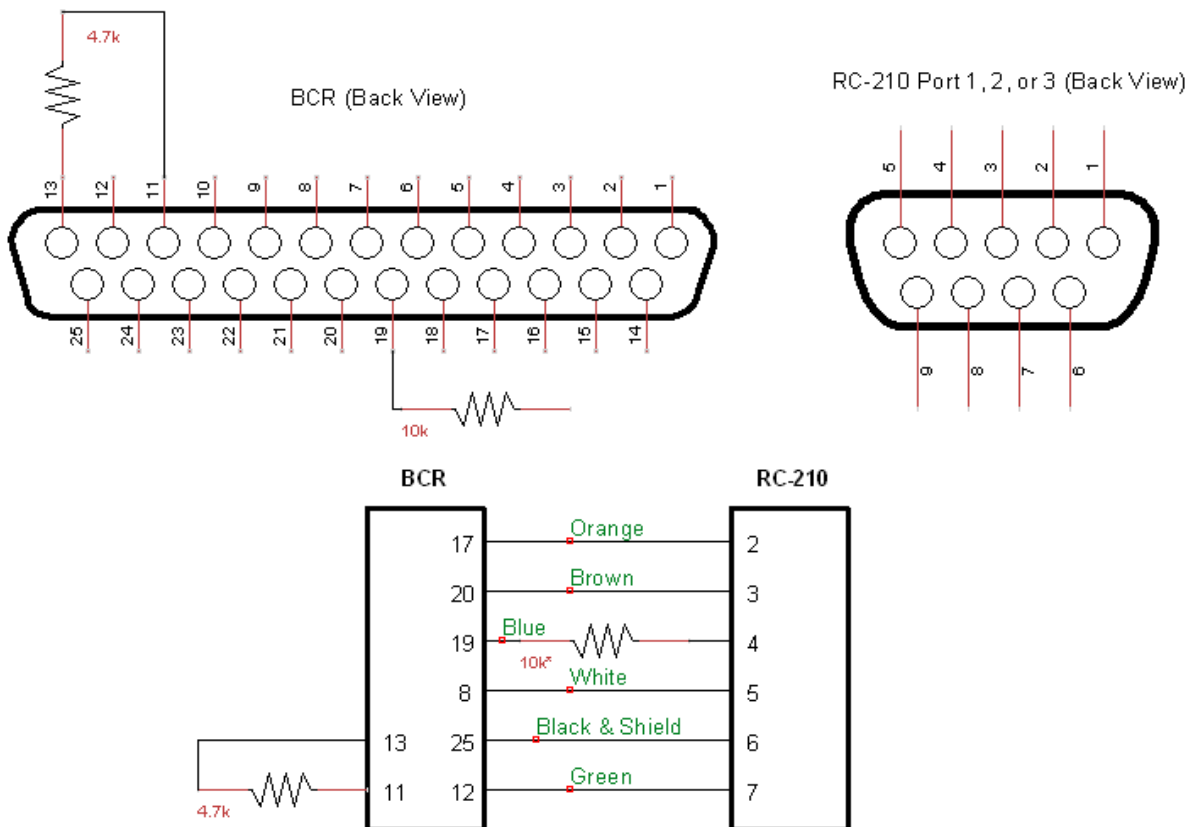 4.7k
BCR (Back View)
RC-210 Port 1, 2, or 3 (Back View)
13 12 11 10 9 8 7 6 5 4 3 2 1
5 4 3 2 1
25 24 23 22 21 20 19 18 17 16 15 14
9 8 7 6
10k
BCR
RC-210
17 Orange 2
20 Brown 3
19 Blue 10k* 4
8 White 5
13 25 Black & Shield 6
11 12 Green 7
4.7k